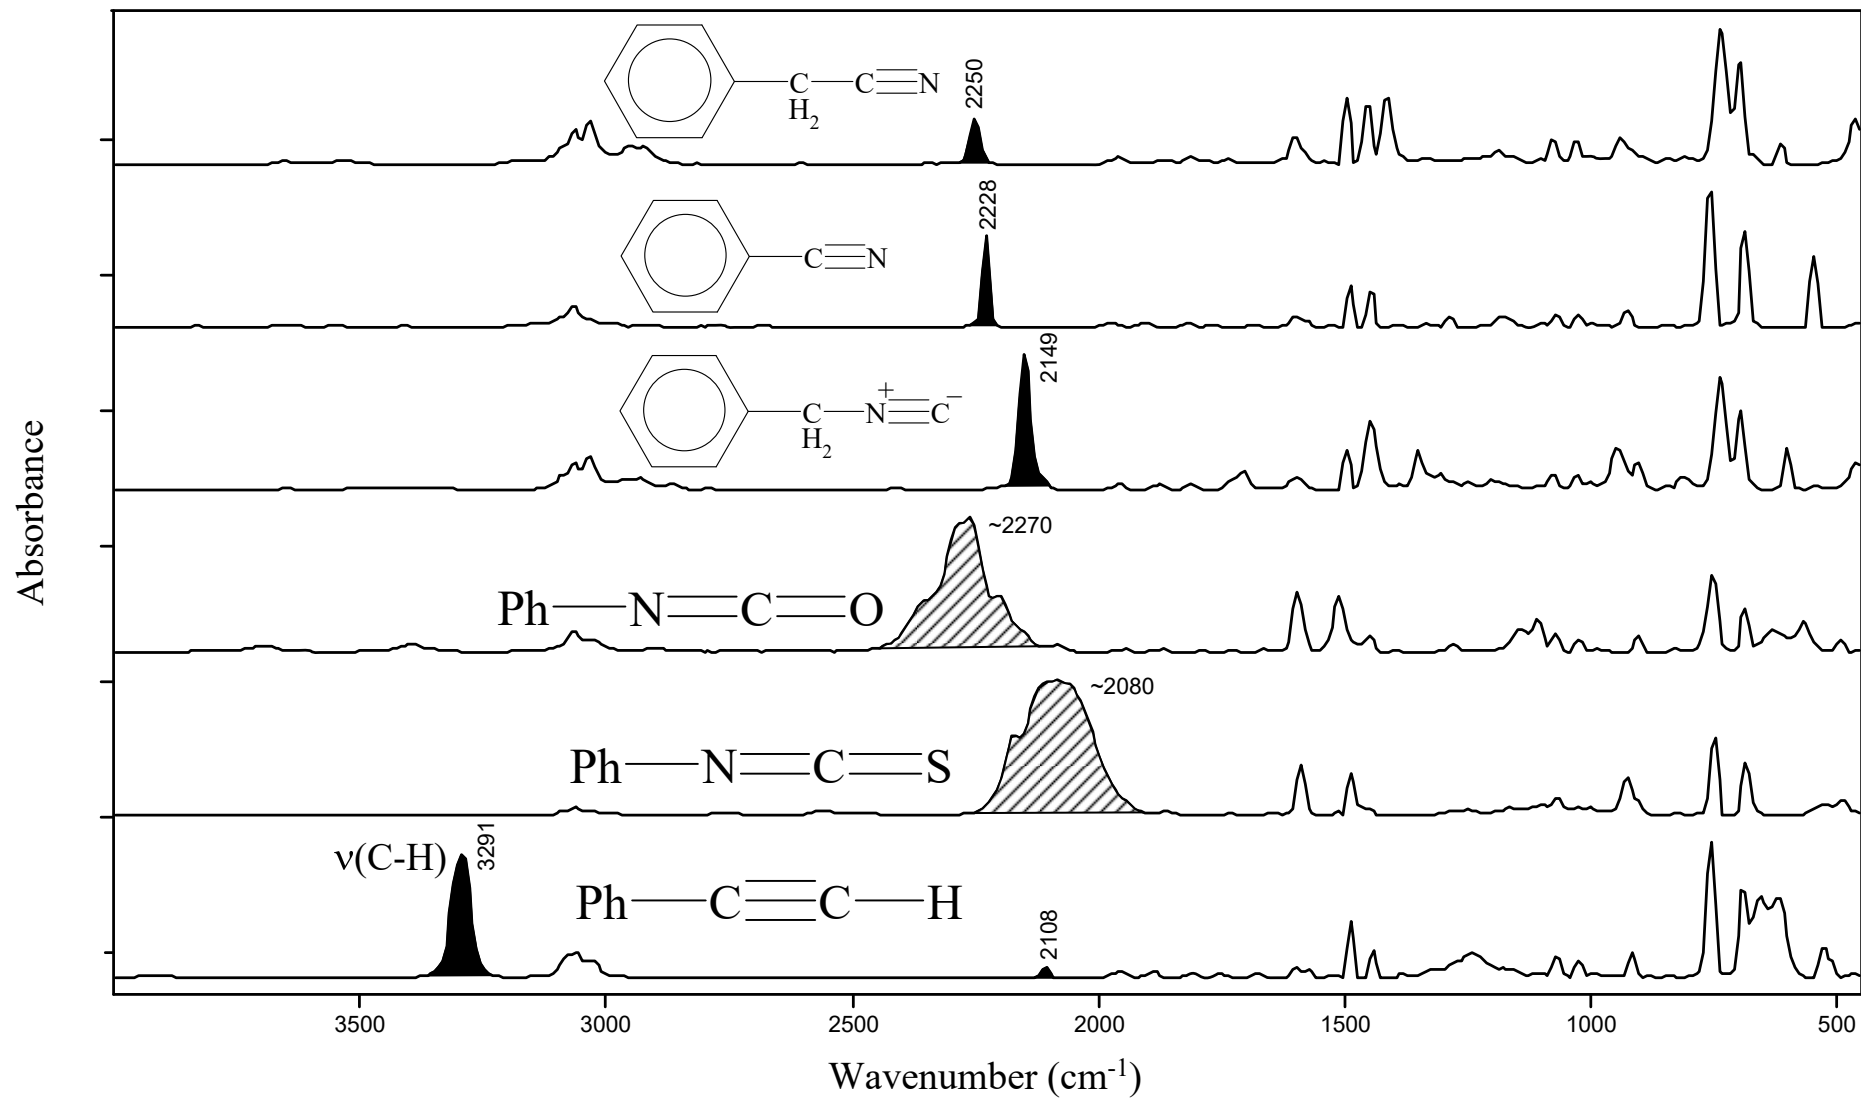 C C N
H2
2250
C N
2228
C N+ C−
H2
2149
Ph N C O
~2270
Ph N C S
~2080
ν(C-H)
3291
Ph C C H
2108
3500 3000 2500 2000 1500 1000 500
Wavenumber (cm-1)
Absorbance